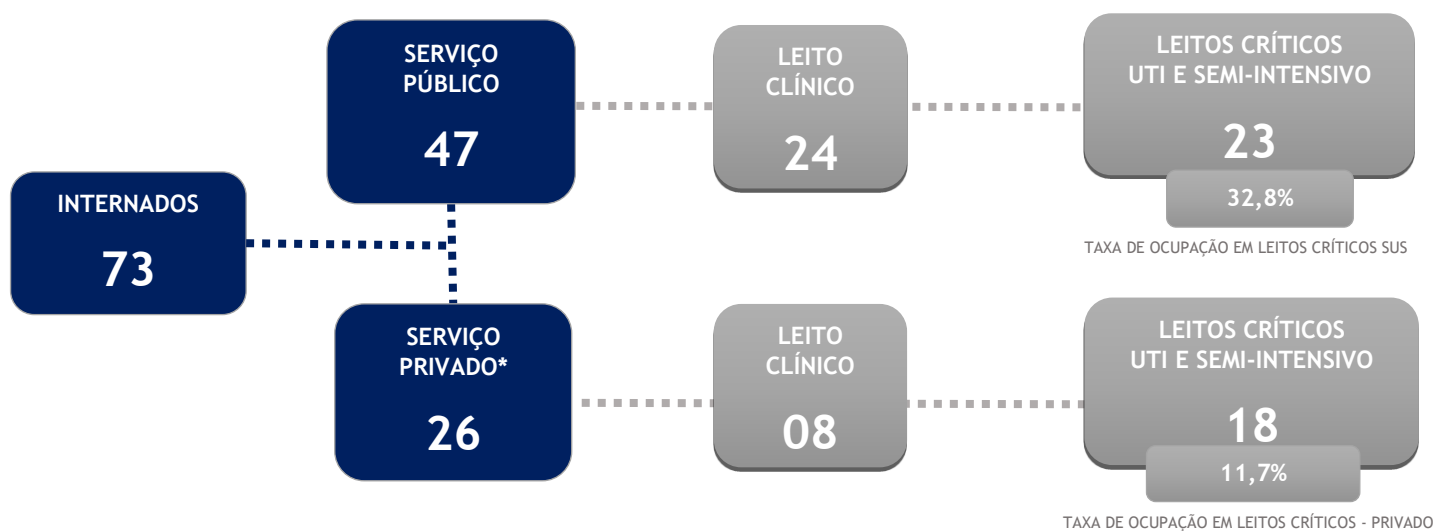 INTERNADOS
73
SERVIÇO
PÚBLICO
47
LEITO
CLÍNICO
24
LEITOS CRÍTICOS
UTI E SEMI-INTENSIVO
23
32,8%
TAXA DE OCUPAÇÃO EM LEITOS CRÍTICOS SUS
SERVIÇO
PRIVADO*
26
LEITO
CLÍNICO
08
LEITOS CRÍTICOS
UTI E SEMI-INTENSIVO
18
11,7%
TAXA DE OCUPAÇÃO EM LEITOS CRÍTICOS - PRIVADO